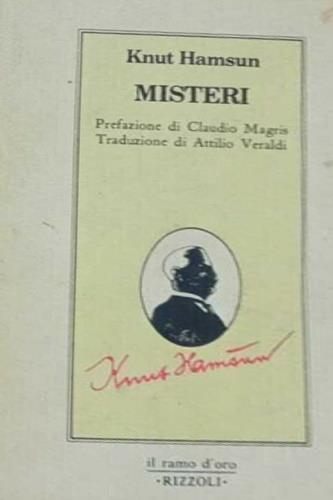 Knut Hamsun
MISTERI
Prefazione di Claudio Magris
Traduzione di Attilio Veraldi
Knut Hamsun
il ramo d'oro
·RIZZOLI·